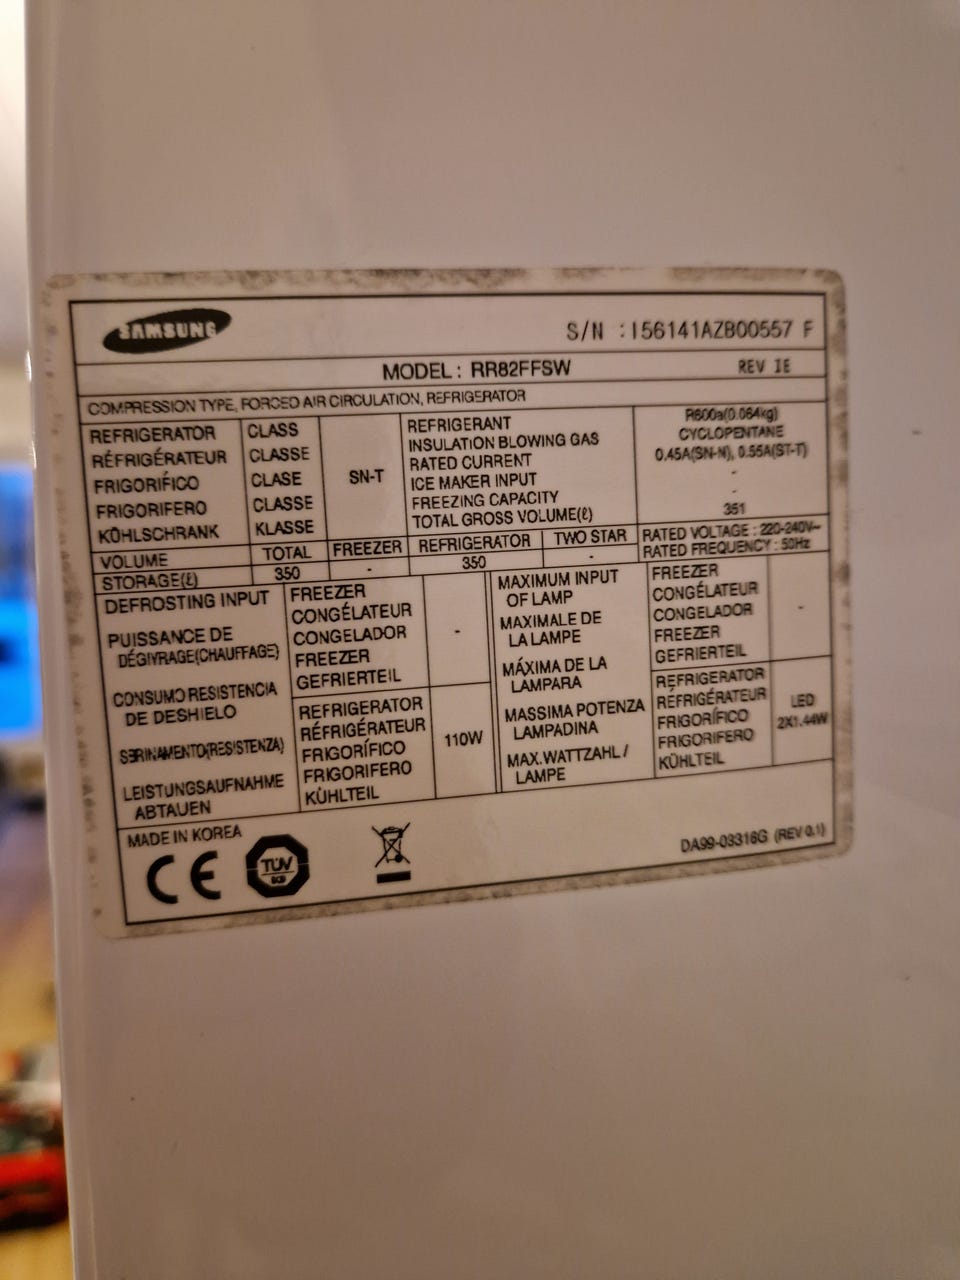 SAMSUNG
S/N : I56141AZB00557 F
MODEL : RR82FFSW
REV IE
COMPRESSION TYPE, FORCED AIR CIRCULATION, REFRIGERATOR
REFRIGERATOR
RÉFRIGÉRATEUR
FRIGORIFÍCO
FRIGORIFERO
KÜHLSCHRANK
CLASS
CLASSE
CLASE
CLASSE
KLASSE
SN-T
REFRIGERANT
INSULATION BLOWING GAS
RATED CURRENT
ICE MAKER INPUT
FREEZING CAPACITY
TOTAL GROSS VOLUME(ℓ)
R600a(0.064kg)
CYCLOPENTANE
0.45A(SN-N), 0.55A(ST-T)
-
-
351
VOLUME
STORAGE(ℓ)
TOTAL
350
FREEZER
-
REFRIGERATOR
350
TWO STAR
-
RATED VOLTAGE : 220-240V~
RATED FREQUENCY : 50Hz
DEFROSTING INPUT
PUISSANCE DE
DÉGIVRAGE(CHAUFFAGE)
CONSUMO RESISTENCIA
DE DESHIELO
SBRINAMENTO(RESISTENZA)
LEISTUNGSAUFNAHME
ABTAUEN
FREEZER
CONGÉLATEUR
CONGELADOR
FREEZER
GEFRIERTEIL
-
REFRIGERATOR
RÉFRIGÉRATEUR
FRIGORÍFICO
FRIGORIFERO
KÜHLTEIL
110W
MAXIMUM INPUT
OF LAMP
MAXIMALE DE
LA LAMPE
MÁXIMA DE LA
LAMPARA
MASSIMA POTENZA
LAMPADINA
MAX.WATTZAHL /
LAMPE
FREEZER
CONGÉLATEUR
CONGELADOR
FREEZER
GEFRIERTEIL
-
REFRIGERATOR
RÉFRIGÉRATEUR
FRIGORÍFICO
FRIGORIFERO
KÜHLTEIL
LED
2X1.44W
MADE IN KOREA
CE
TÜV
DA99-03316G (REV 0.1)